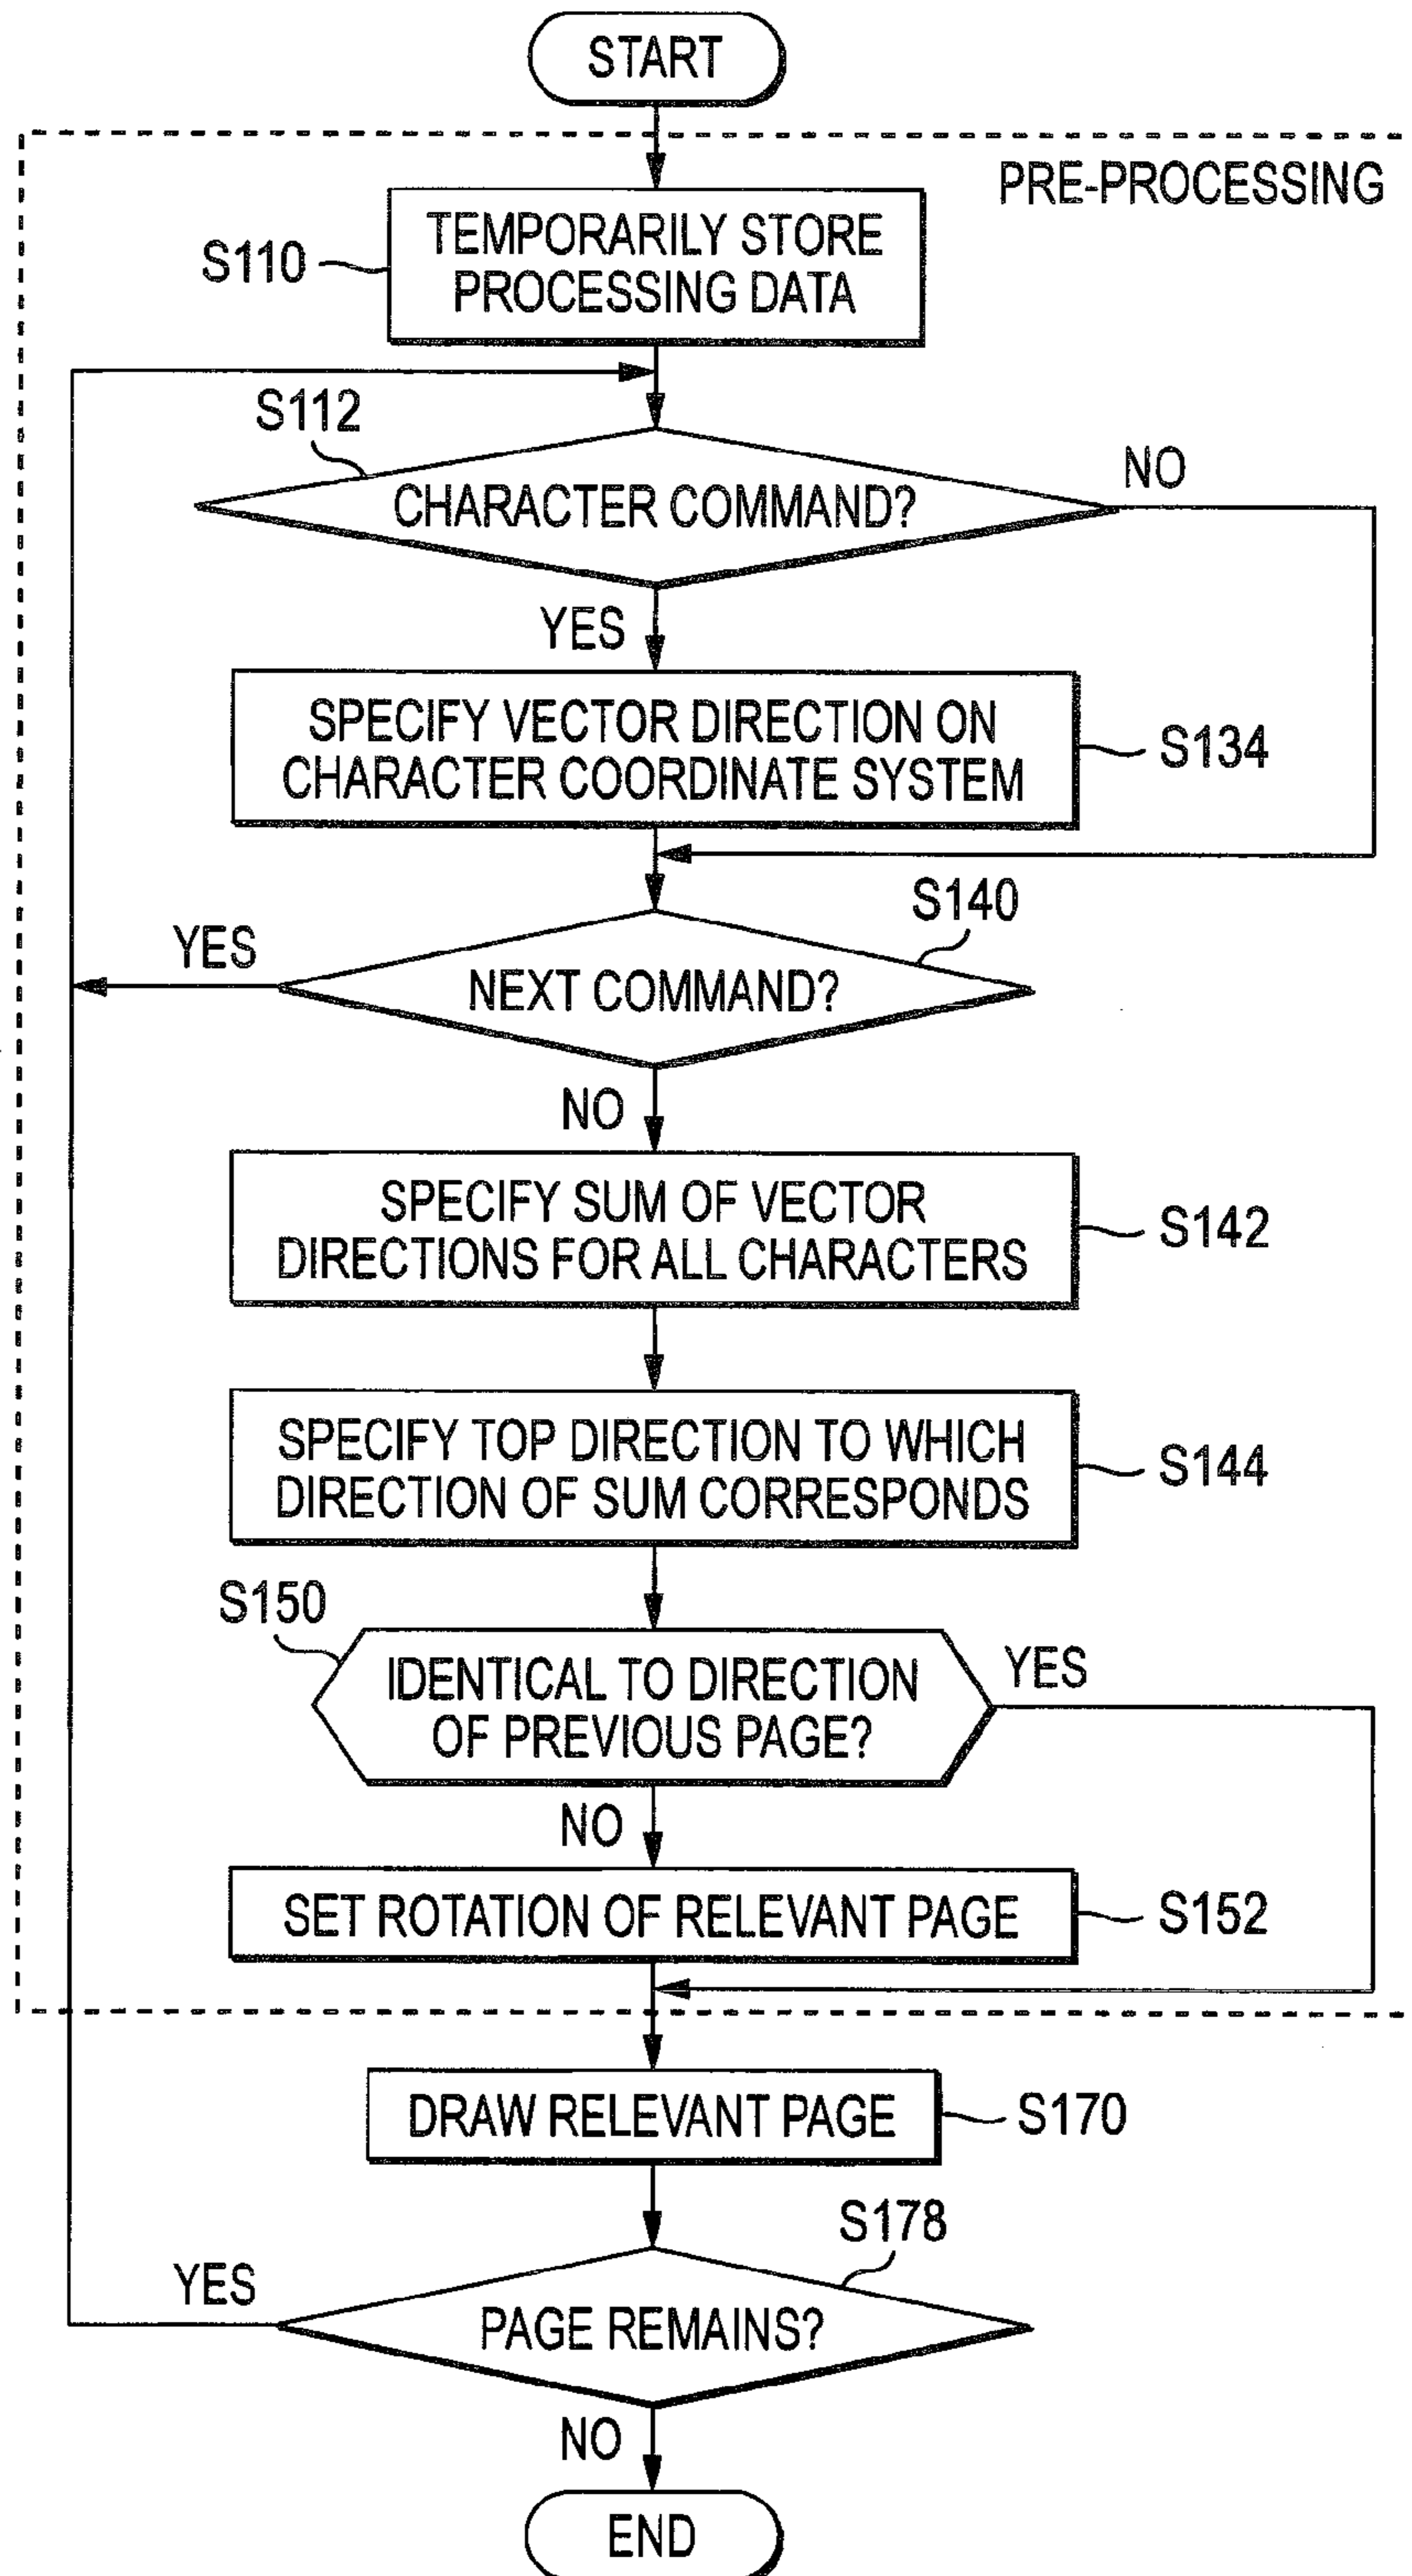 START
PRE-PROCESSING
S110
TEMPORARILY STORE
PROCESSING DATA
S112
CHARACTER COMMAND?
NO
YES
SPECIFY VECTOR DIRECTION ON
CHARACTER COORDINATE SYSTEM
S134
S140
YES
NEXT COMMAND?
NO
SPECIFY SUM OF VECTOR
DIRECTIONS FOR ALL CHARACTERS
S142
SPECIFY TOP DIRECTION TO WHICH
DIRECTION OF SUM CORRESPONDS
S144
S150
IDENTICAL TO DIRECTION
OF PREVIOUS PAGE?
YES
NO
SET ROTATION OF RELEVANT PAGE
S152
DRAW RELEVANT PAGE
S170
S178
YES
PAGE REMAINS?
NO
END